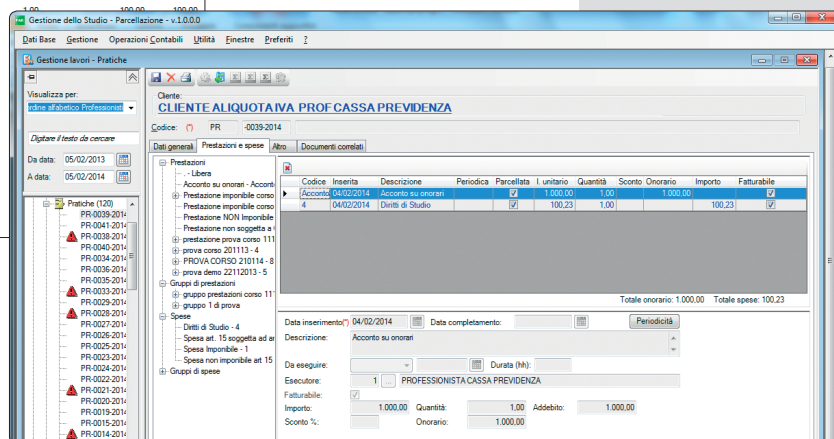 1,00 100,00 100,00
Gestione dello Studio - Parcellazione - v.1.0.0.0
Dati Base Gestione Operazioni Contabili Utilità Finestre Preferiti ?
Gestione lavori - Pratiche
Visualizza per:
rdine alfabetico Professionisti
Digitare il testo da cercare
Da data: 05/02/2013
A data: 05/02/2014
Pratiche (120)
PR-0039-2014
PR-0041-2014
PR-0038-2014
PR-0040-2014
PR-0034-2014
PR-0036-2014
PR-0035-2014
PR-0033-2014
PR-0029-2014
PR-0028-2014
PR-0027-2014
PR-0026-2014
PR-0025-2014
PR-0023-2014
PR-0024-2014
PR-0022-2014
PR-0021-2014
PR-0020-2014
PR-0019-2014
PR-0015-2014
PR-0014-2014
Cliente:
CLIENTE ALIQUOTA IVA PROF CASSA PREVIDENZA
Codice: (*) PR -0039-2014
Dati generali Prestazioni e spese Altro Documenti correlati
Prestazioni
. - Libera
Acconto su onorari - Acconto
Prestazione imponibile corso
Prestazione imponibile corso
Prestazione NON Imponibile
Prestazione non soggetta a
prestazione prova corso 111
prova corso 201113 - 4
PROVA CORSO 210114 - 8
prova demo 22112013 - 5
Gruppi di prestazioni
gruppo prestazioni corso 11
gruppo 1 di prova
Spese
Diritti di Studio - 4
Spesa art. 15 soggetta ad ar
Spesa Imponibile - 1
Spesa non imponibile art 15
Gruppi di spese
Codice Inserita Descrizione Periodica Parcellata I. unitario Quantità Sconto Onorario Importo Fatturabile
Acconto 04/02/2014 Acconto su onorari 1.000,00 1,00 1.000,00
4 04/02/2014 Diritti di Studio 100,23 1,00 100,23
Totale onorario: 1.000,00 Totale spese: 100,23
Data inserimento(*) 04/02/2014 Data completamento: Periodicità
Descrizione: Acconto su onorari
Da eseguire: Durata (hh):
Esecutore: 1 ... PROFESSIONISTA CASSA PREVIDENZA
Fatturabile:
Importo: 1.000,00 Quantità: 1,00 Addebito: 1.000,00
Sconto %: Onorario: 1.000,00